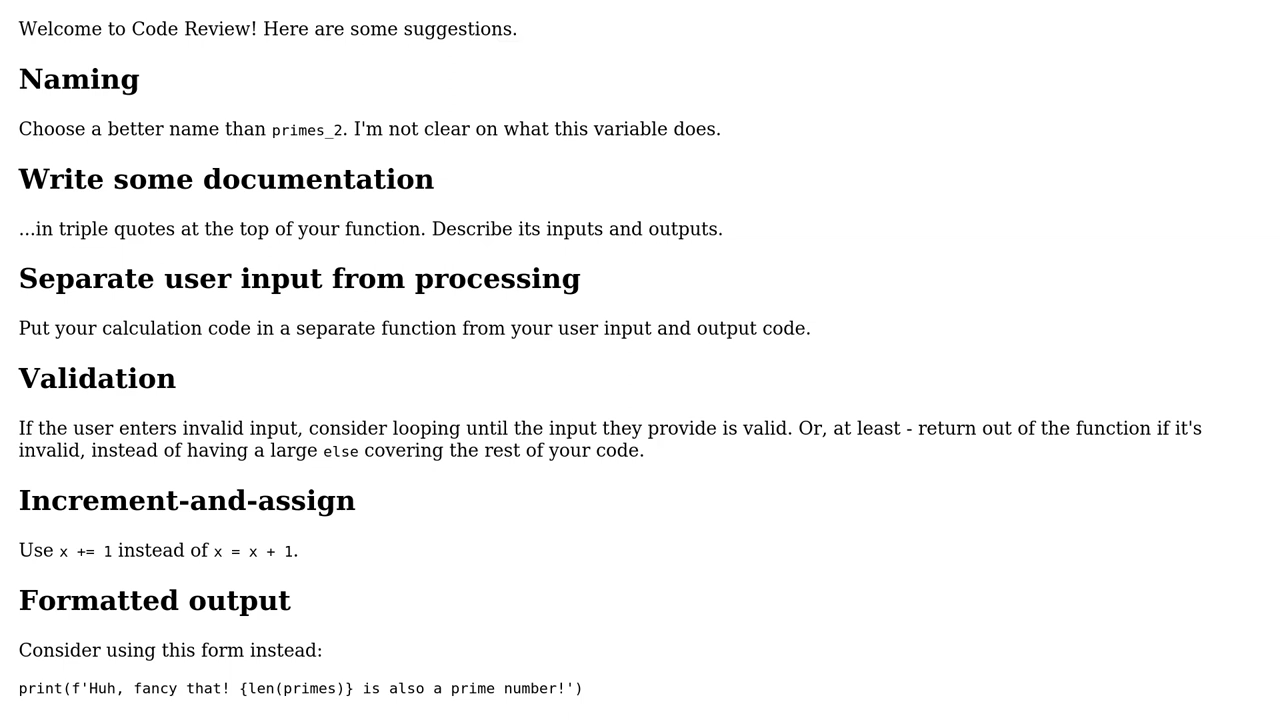 Welcome to Code Review! Here are some suggestions.
Naming
Choose a better name than primes_2. I'm not clear on what this variable does.
Write some documentation
...in triple quotes at the top of your function. Describe its inputs and outputs.
Separate user input from processing
Put your calculation code in a separate function from your user input and output code.
Validation
If the user enters invalid input, consider looping until the input they provide is valid. Or, at least - return out of the function if it's
invalid, instead of having a large else covering the rest of your code.
Increment-and-assign
Use x += 1 instead of x = x + 1.
Formatted output
Consider using this form instead:
print(f'Huh, fancy that! {len(primes)} is also a prime number!')